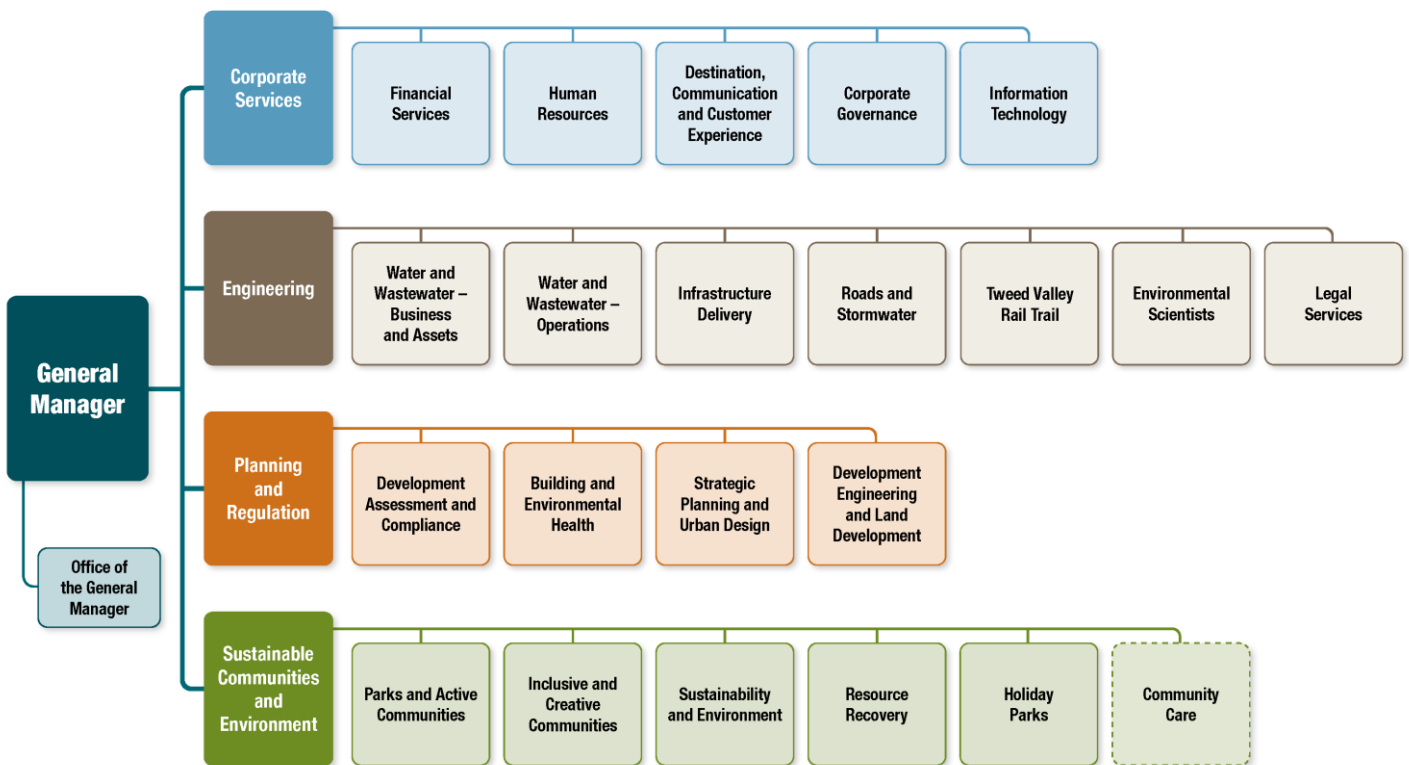 Corporate
Services
Financial
Services
Human
Resources
Destination,
Communication
and Customer
Experience
Corporate
Governance
Information
Technology
Engineering
Water and
Wastewater –
Business
and Assets
Water and
Wastewater –
Operations
Infrastructure
Delivery
Roads and
Stormwater
Tweed Valley
Rail Trail
Environmental
Scientists
Legal
Services
General
Manager
Office of
the General
Manager
Planning
and
Regulation
Development
Assessment and
Compliance
Building and
Environmental
Health
Strategic
Planning and
Urban Design
Development
Engineering
and Land
Development
Sustainable
Communities
and
Environment
Parks and Active
Communities
Inclusive and
Creative
Communities
Sustainability
and Environment
Resource
Recovery
Holiday
Parks
Community
Care